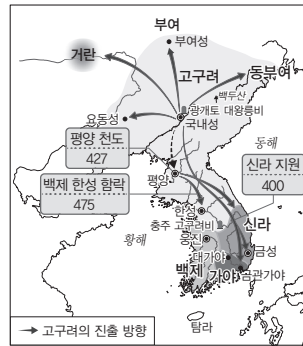 부여
부여성
거란
고구려
동부여
백두산
광개토 대왕릉비
국내성
요동성
평양 천도
427
동해
신라 지원
400
백제 한성 함락
475
평양
한성
신라
충주 고구려비
황해
웅진
금성
대가야
백제
가야
금관가야
탐라
고구려의 진출 방향